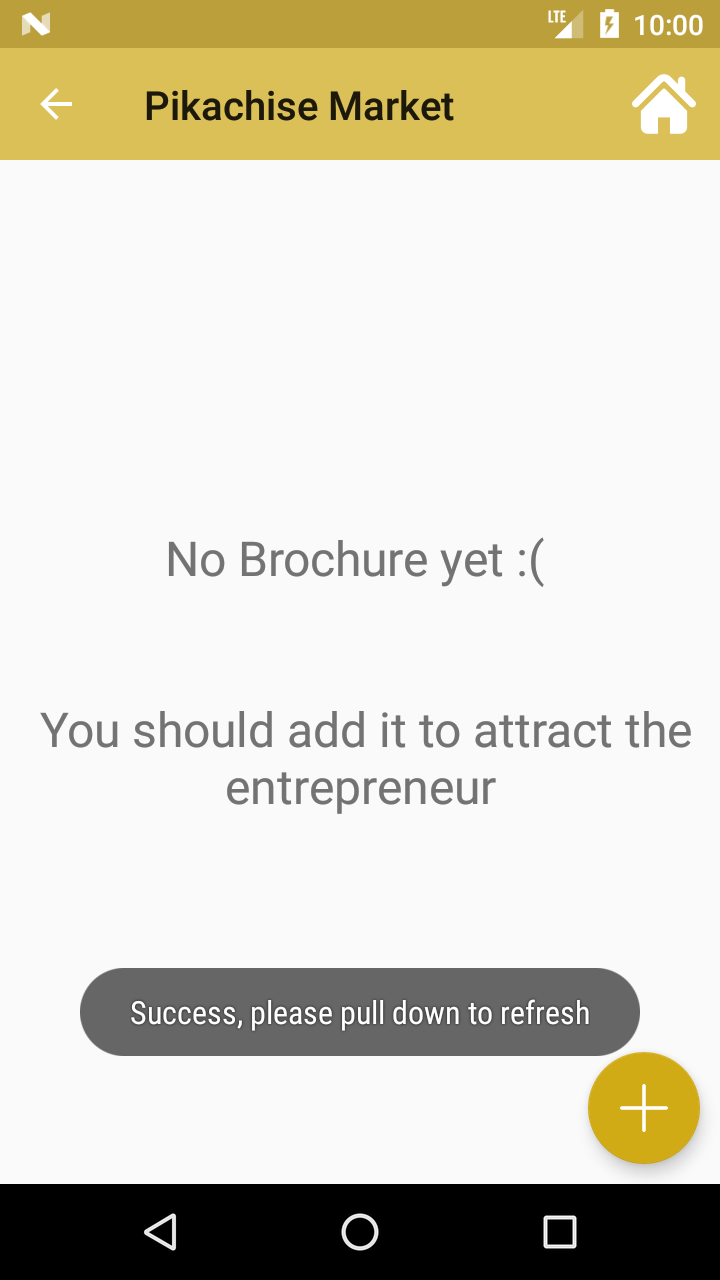 LTE 10:00
Pikachise Market
No Brochure yet :(
You should add it to attract the
entrepreneur
Success, please pull down to refresh